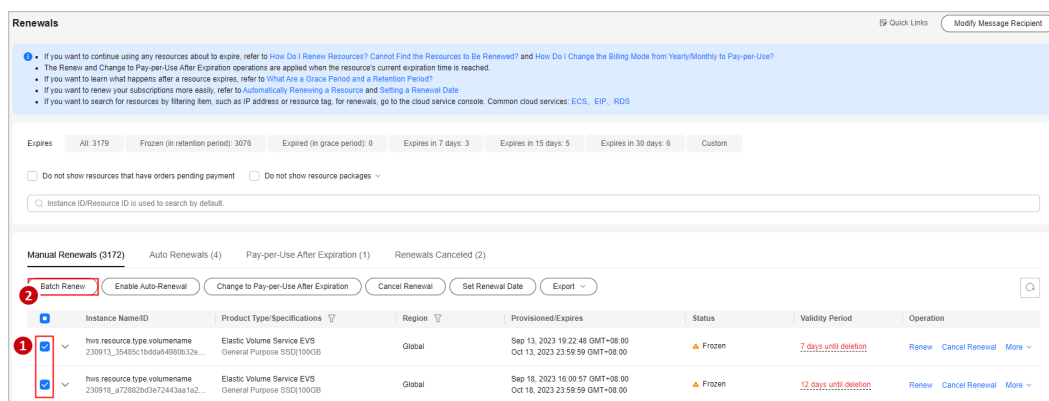 Renewals
Quick Links
Modify Message Recipient
If you want to continue using any resources about to expire, refer to How Do I Renew Resources? Cannot Find the Resources to Be Renewed? and How Do I Change the Billing Mode from Yearly/Monthly to Pay-per-Use?
The Renew and Change to Pay-per-Use After Expiration operations are applied when the resource's current expiration time is reached.
If you want to learn what happens after a resource expires, refer to What Are a Grace Period and a Retention Period?
If you want to renew your subscriptions more easily, refer to Automatically Renewing a Resource and Setting a Renewal Date
If you want to search for resources by filtering item, such as IP address or resource tag, for renewals, go to the cloud service console. Common cloud services: ECS、EIP、RDS
Expires All: 3179 Frozen (in retention period): 3076 Expired (in grace period): 0 Expires in 7 days: 3 Expires in 15 days: 5 Expires in 30 days: 6 Custom
Do not show resources that have orders pending payment Do not show resource packages
Instance ID/Resource ID is used to search by default.
Manual Renewals (3172) Auto Renewals (4) Pay-per-Use After Expiration (1) Renewals Canceled (2)
Batch Renew Enable Auto-Renewal Change to Pay-per-Use After Expiration Cancel Renewal Set Renewal Date Export
2
Instance Name/ID Product Type/Specifications Region Provisioned/Expires Status Validity Period Operation
1
hws.resource.type.volumename Elastic Volume Service EVS Global Sep 13, 2023 19:22:48 GMT+08:00 Frozen 7 days until deletion Renew Cancel Renewal More
230913_35485c1bdda64980b32e... General Purpose SSD|100GB Oct 13, 2023 23:59:59 GMT+08:00
hws.resource.type.volumename Elastic Volume Service EVS Global Sep 18, 2023 16:00:57 GMT+08:00 Frozen 12 days until deletion Renew Cancel Renewal More
230918_a72882bd3e72443aa1a2... General Purpose SSD|100GB Oct 18, 2023 23:59:59 GMT+08:00